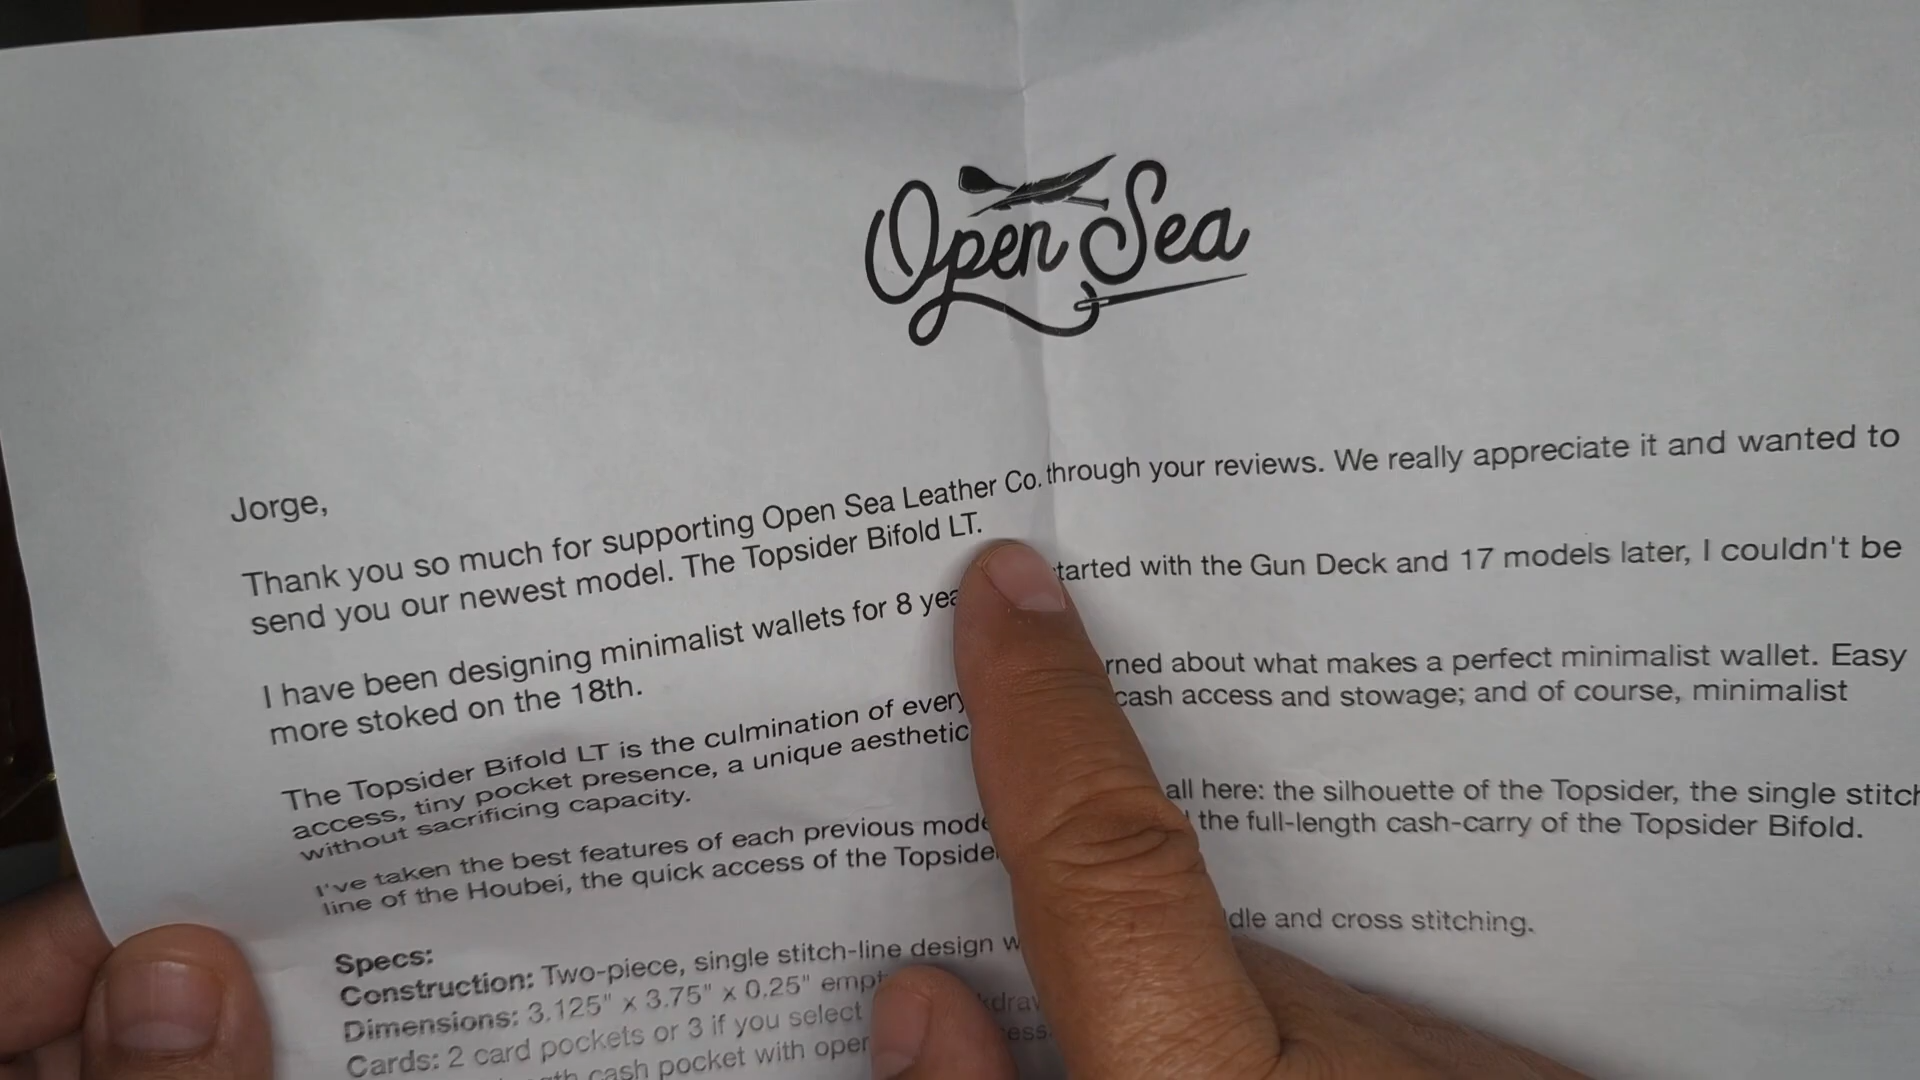 Open Sea
Jorge,
Thank you so much for supporting Open Sea Leather Co. through your reviews. We really appreciate it and wanted to
send you our newest model. The Topsider Bifold LT.
I have been designing minimalist wallets for 8 started with the Gun Deck and 17 models later, I couldn't be
more stoked on the 18th.
The Topsider Bifold LT is the culmination of about what makes a perfect minimalist wallet. Easy
access, tiny pocket presence, a unique aesthetic cash access and stowage; and of course, minimalist
without sacrificing capacity.
I've taken the best features of each previous all here: the silhouette of the Topsider, the single stitch
line of the Houbei, the quick access of the Topsider the full-length cash-carry of the Topsider Bifold.
Specs:
Construction: Two-piece, single stitch-line design and cross stitching.
Dimensions: 3.125" x 3.75" x 0.25"
Cards: 2 card pockets or 3 if you select
cash pocket with